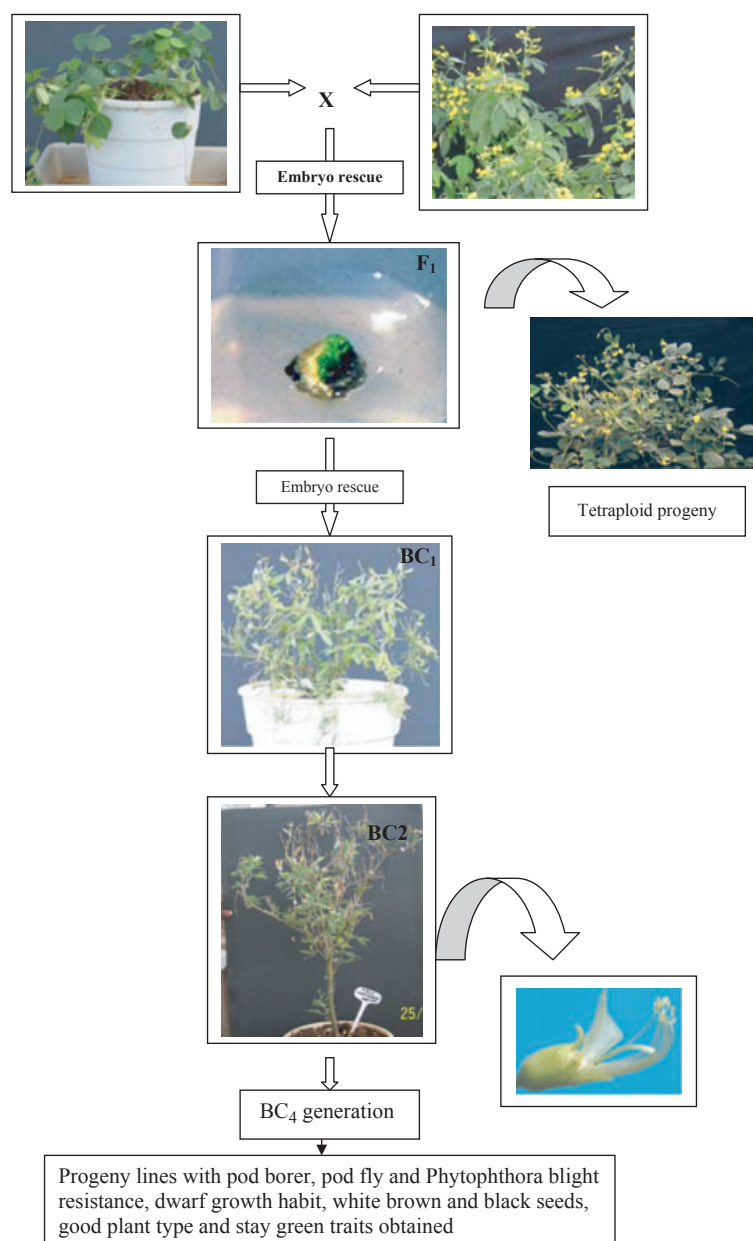 X
Embryo rescue
F₁
Tetraploid progeny
Embryo rescue
BC₁
BC2
25/
BC₄ generation
Progeny lines with pod borer, pod fly and Phytophthora blight
resistance, dwarf growth habit, white brown and black seeds,
good plant type and stay green traits obtained